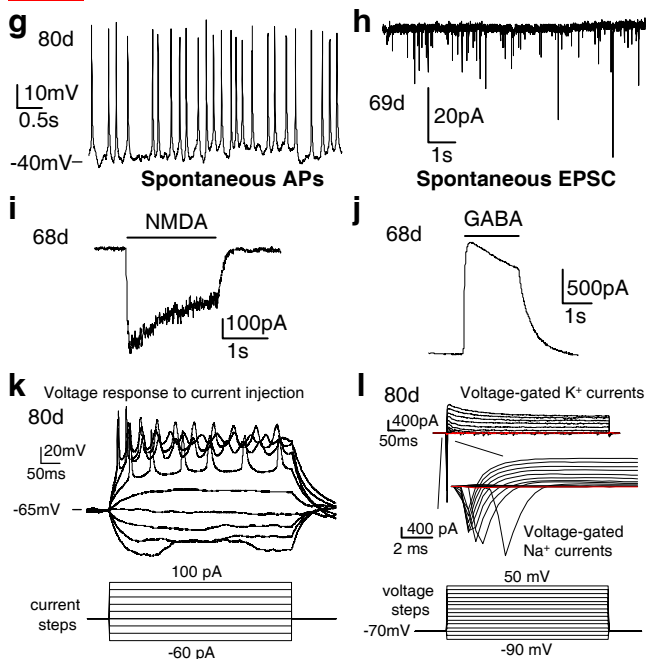 g
80d
10mV
0.5s
-40mV
Spontaneous APs
h
69d
20pA
1s
Spontaneous EPSC
i
68d
NMDA
100pA
1s
j
68d
GABA
500pA
1s
k
Voltage response to current injection
80d
20mV
50ms
-65mV
100 pA
current
steps
-60 pA
l
80d
Voltage-gated K⁺ currents
400pA
50ms
400 pA
2 ms
Voltage-gated
Na⁺ currents
50 mV
voltage
steps
-70mV
-90 mV